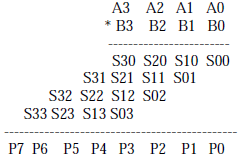 A3 A2 A1 A0
* B3 B2 B1 B0
-------------------------
S30 S20 S10 S00
S31 S21 S11 S01
S32 S22 S12 S02
S33 S23 S13 S03
------------------------------------------------
P7 P6 P5 P4 P3 P2 P1 P0